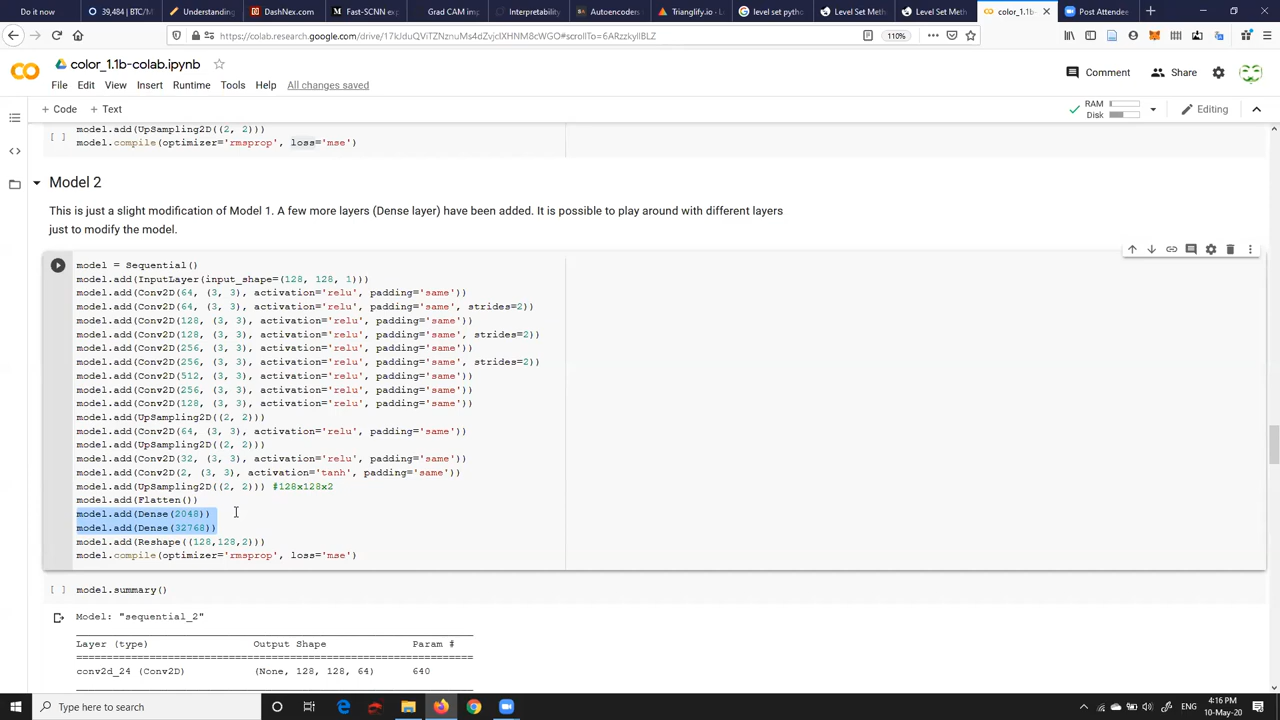 Do it now
39,484 | BTC/M
Understanding
DashNex.com
Fast-SCNN exp
Grad CAM imp
Interpretability
Autoencoders
Trianglify.io - L
level set pytho
Level Set Meth
Level Set Meth
color_1.1b-
Post Attendee
110%
color_1.1b-colab.ipynb
Comment
Share
File Edit View Insert Runtime Tools Help All changes saved
+ Code + Text
RAM
Disk
Editing
model.add(UpSampling2D((2, 2)))
[ ] model.compile(optimizer='rmsprop', loss='mse')
Model 2
This is just a slight modification of Model 1. A few more layers (Dense layer) have been added. It is possible to play around with different layers
just to modify the model.
model = Sequential()
model.add(InputLayer(input_shape=(128, 128, 1)))
model.add(Conv2D(64, (3, 3), activation='relu', padding='same'))
model.add(Conv2D(64, (3, 3), activation='relu', padding='same', strides=2))
model.add(Conv2D(128, (3, 3), activation='relu', padding='same'))
model.add(Conv2D(128, (3, 3), activation='relu', padding='same', strides=2))
model.add(Conv2D(256, (3, 3), activation='relu', padding='same'))
model.add(Conv2D(256, (3, 3), activation='relu', padding='same', strides=2))
model.add(Conv2D(512, (3, 3), activation='relu', padding='same'))
model.add(Conv2D(256, (3, 3), activation='relu', padding='same'))
model.add(Conv2D(128, (3, 3), activation='relu', padding='same'))
model.add(UpSampling2D((2, 2)))
model.add(Conv2D(64, (3, 3), activation='relu', padding='same'))
model.add(UpSampling2D((2, 2)))
model.add(Conv2D(32, (3, 3), activation='relu', padding='same'))
model.add(Conv2D(2, (3, 3), activation='tanh', padding='same'))
model.add(UpSampling2D((2, 2))) #128x128x2
model.add(Flatten())
model.add(Dense(2048))
model.add(Dense(32768))
model.add(Reshape((128,128,2)))
model.compile(optimizer='rmsprop', loss='mse')
[ ] model.summary()
Model: "sequential_2"
Layer (type) Output Shape Param #
conv2d_24 (Conv2D) (None, 128, 128, 64) 640
Type here to search
ENG
4:16 PM
10-May-20